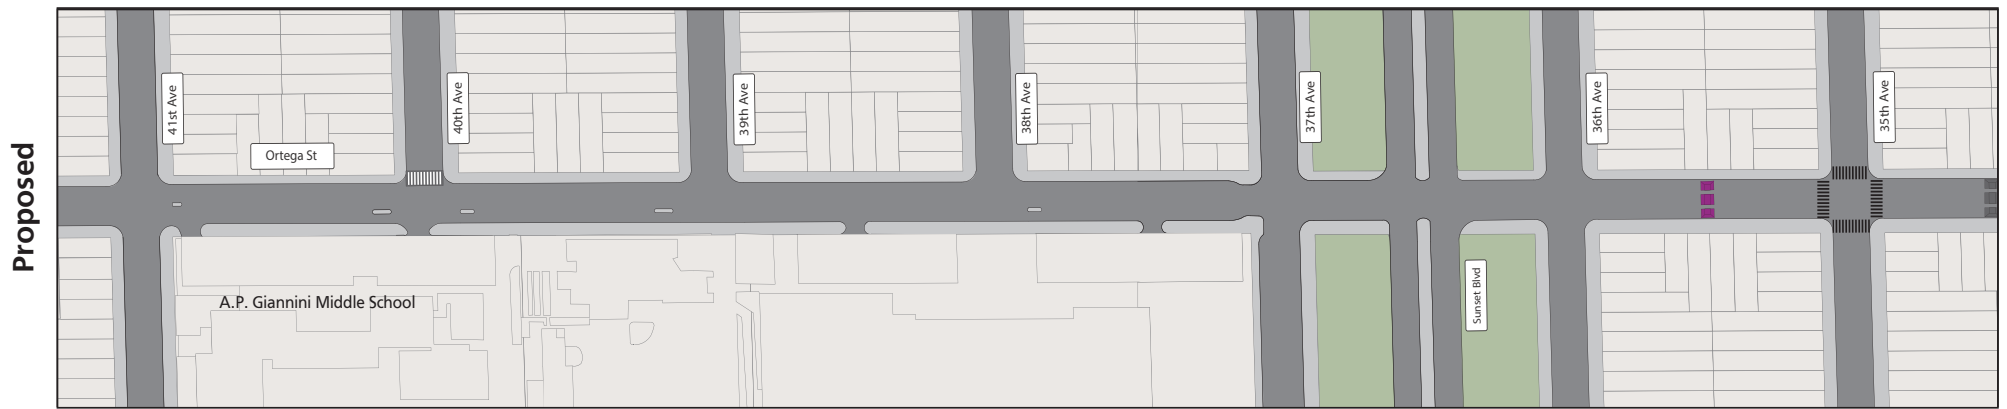 Proposed
41st Ave
40th Ave
39th Ave
38th Ave
37th Ave
36th Ave
35th Ave
Ortega St
Sunset Blvd
A.P. Giannini Middle School